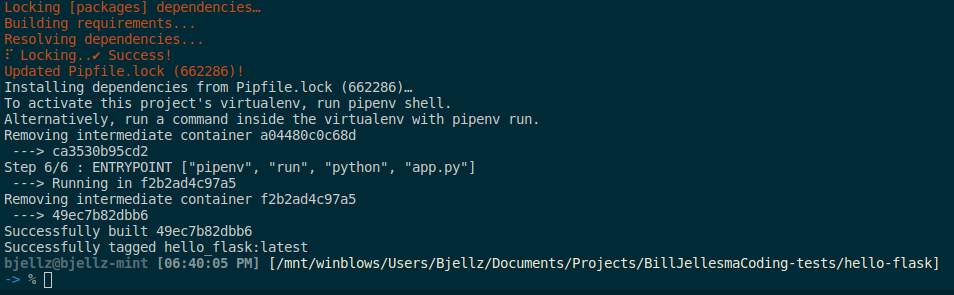 Locking [packages] dependencies…
Building requirements...
Resolving dependencies...
⠏ Locking..✔ Success!
Updated Pipfile.lock (662286)!
Installing dependencies from Pipfile.lock (662286)…
To activate this project's virtualenv, run pipenv shell.
Alternatively, run a command inside the virtualenv with pipenv run.
Removing intermediate container a04480c0c68d
 ---> ca3530b95cd2
Step 6/6 : ENTRYPOINT ["pipenv", "run", "python", "app.py"]
 ---> Running in f2b2ad4c97a5
Removing intermediate container f2b2ad4c97a5
 ---> 49ec7b82dbb6
Successfully built 49ec7b82dbb6
Successfully tagged hello_flask:latest
bjellz@bjellz-mint [06:40:05 PM] [/mnt/winblows/Users/Bjellz/Documents/Projects/BillJellesmaCoding-tests/hello-flask]
-> %